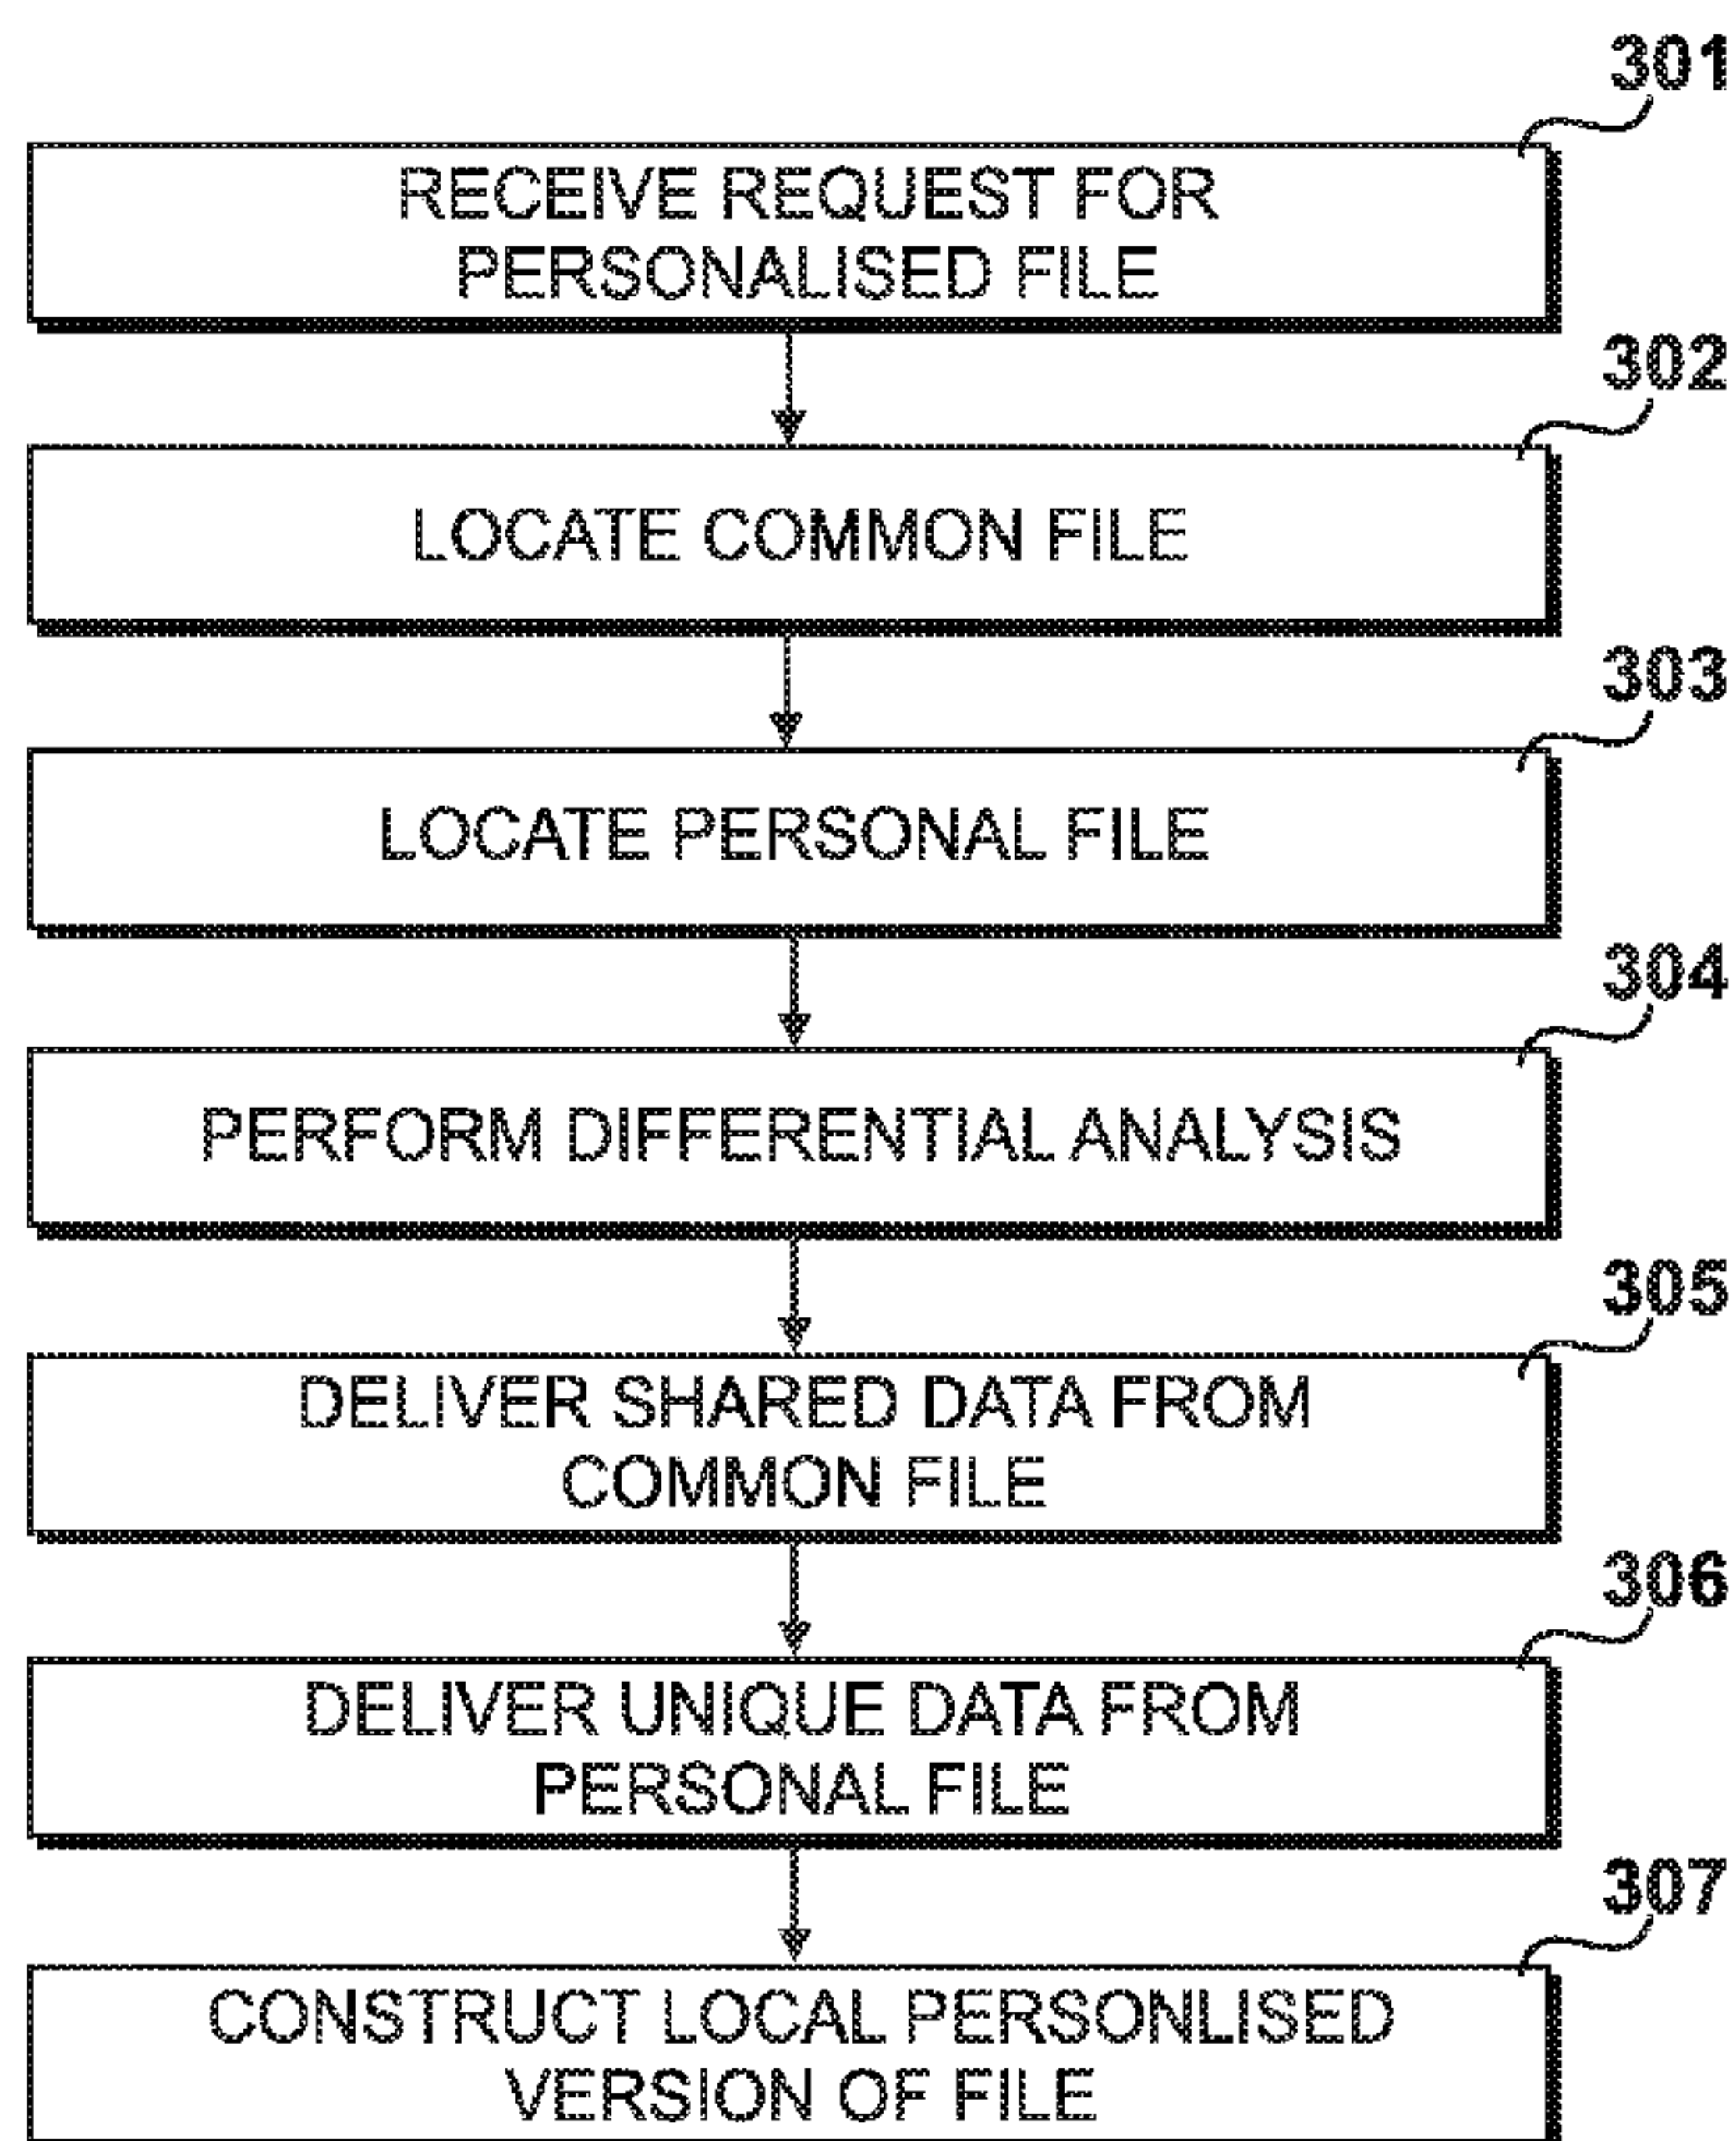 301
RECEIVE REQUEST FOR
PERSONALISED FILE
302
LOCATE COMMON FILE
303
LOCATE PERSONAL FILE
304
PERFORM DIFFERENTIAL ANALYSIS
305
DELIVER SHARED DATA FROM
COMMON FILE
306
DELIVER UNIQUE DATA FROM
PERSONAL FILE
307
CONSTRUCT LOCAL PERSONLISED
VERSION OF FILE